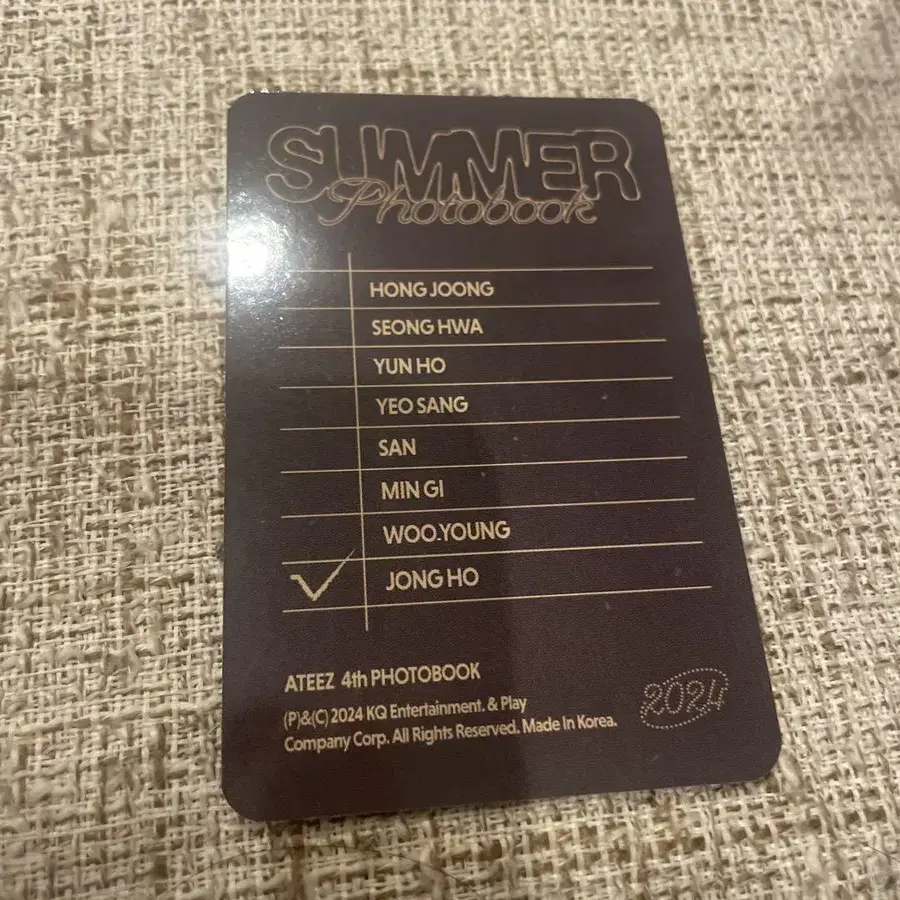 SUMMER
Photobook
HONG JOONG
SEONG HWA
YUN HO
YEO SANG
SAN
MIN GI
WOO.YOUNG
JONG HO
ATEEZ 4th PHOTOBOOK
(P)&(C) 2024 KQ Entertainment. & Play
Company Corp. All Rights Reserved. Made In Korea.
2024